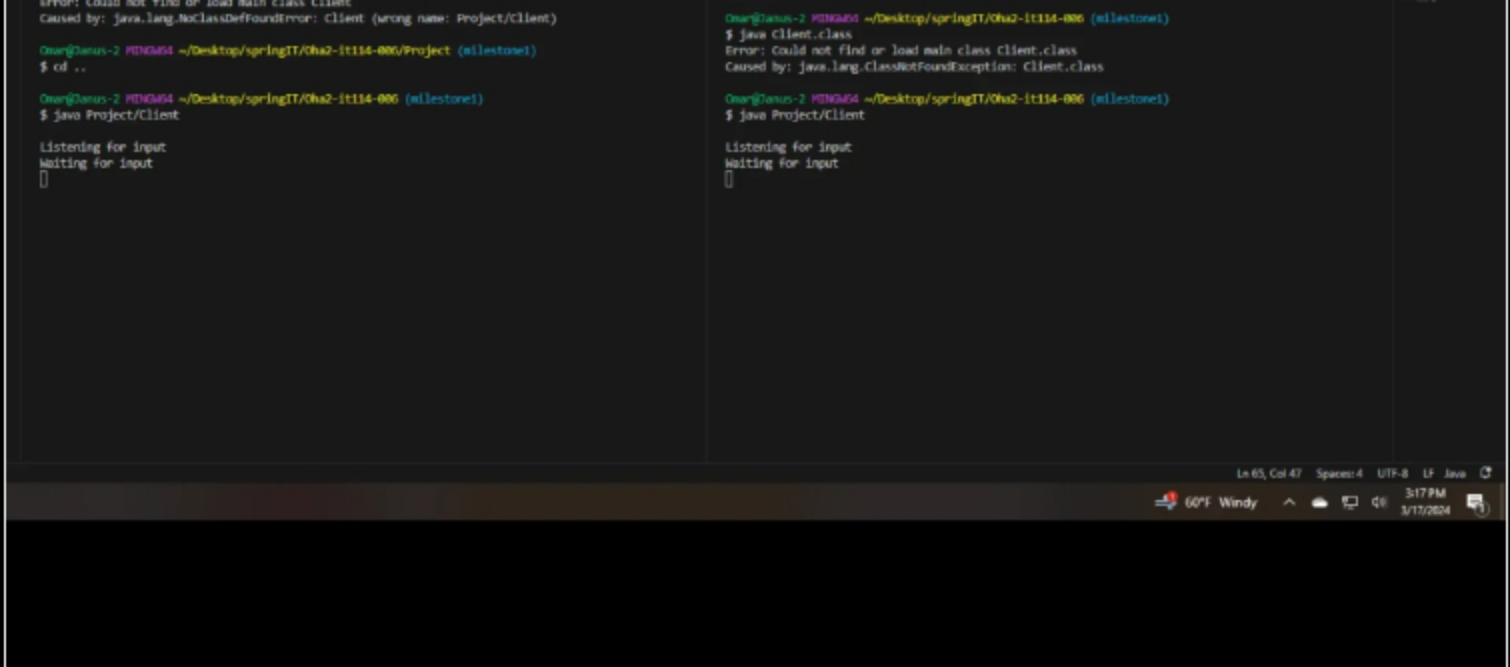 Error: Could not find or load main class Client
Caused by: java.lang.NoClassDefFoundError: Client (wrong name: Project/Client)
Omar@Janus-2 MINGW64 ~/Desktop/springIT/Oha2-it114-006/Project (milestone1)
$ cd ..
Omar@Janus-2 MINGW64 ~/Desktop/springIT/Oha2-it114-006 (milestone1)
$ java Project/Client
Listening for input
Waiting for input
Omar@Janus-2 MINGW64 ~/Desktop/springIT/Oha2-it114-006 (milestone1)
$ java Client.class
Error: Could not find or load main class Client.class
Caused by: java.lang.ClassNotFoundException: Client.class
Omar@Janus-2 MINGW64 ~/Desktop/springIT/Oha2-it114-006 (milestone1)
$ java Project/Client
Listening for input
Waiting for input
Ln 65, Col 47 Spaces: 4 UTF-8 LF Java
60°F Windy
3:17 PM
3/17/2024